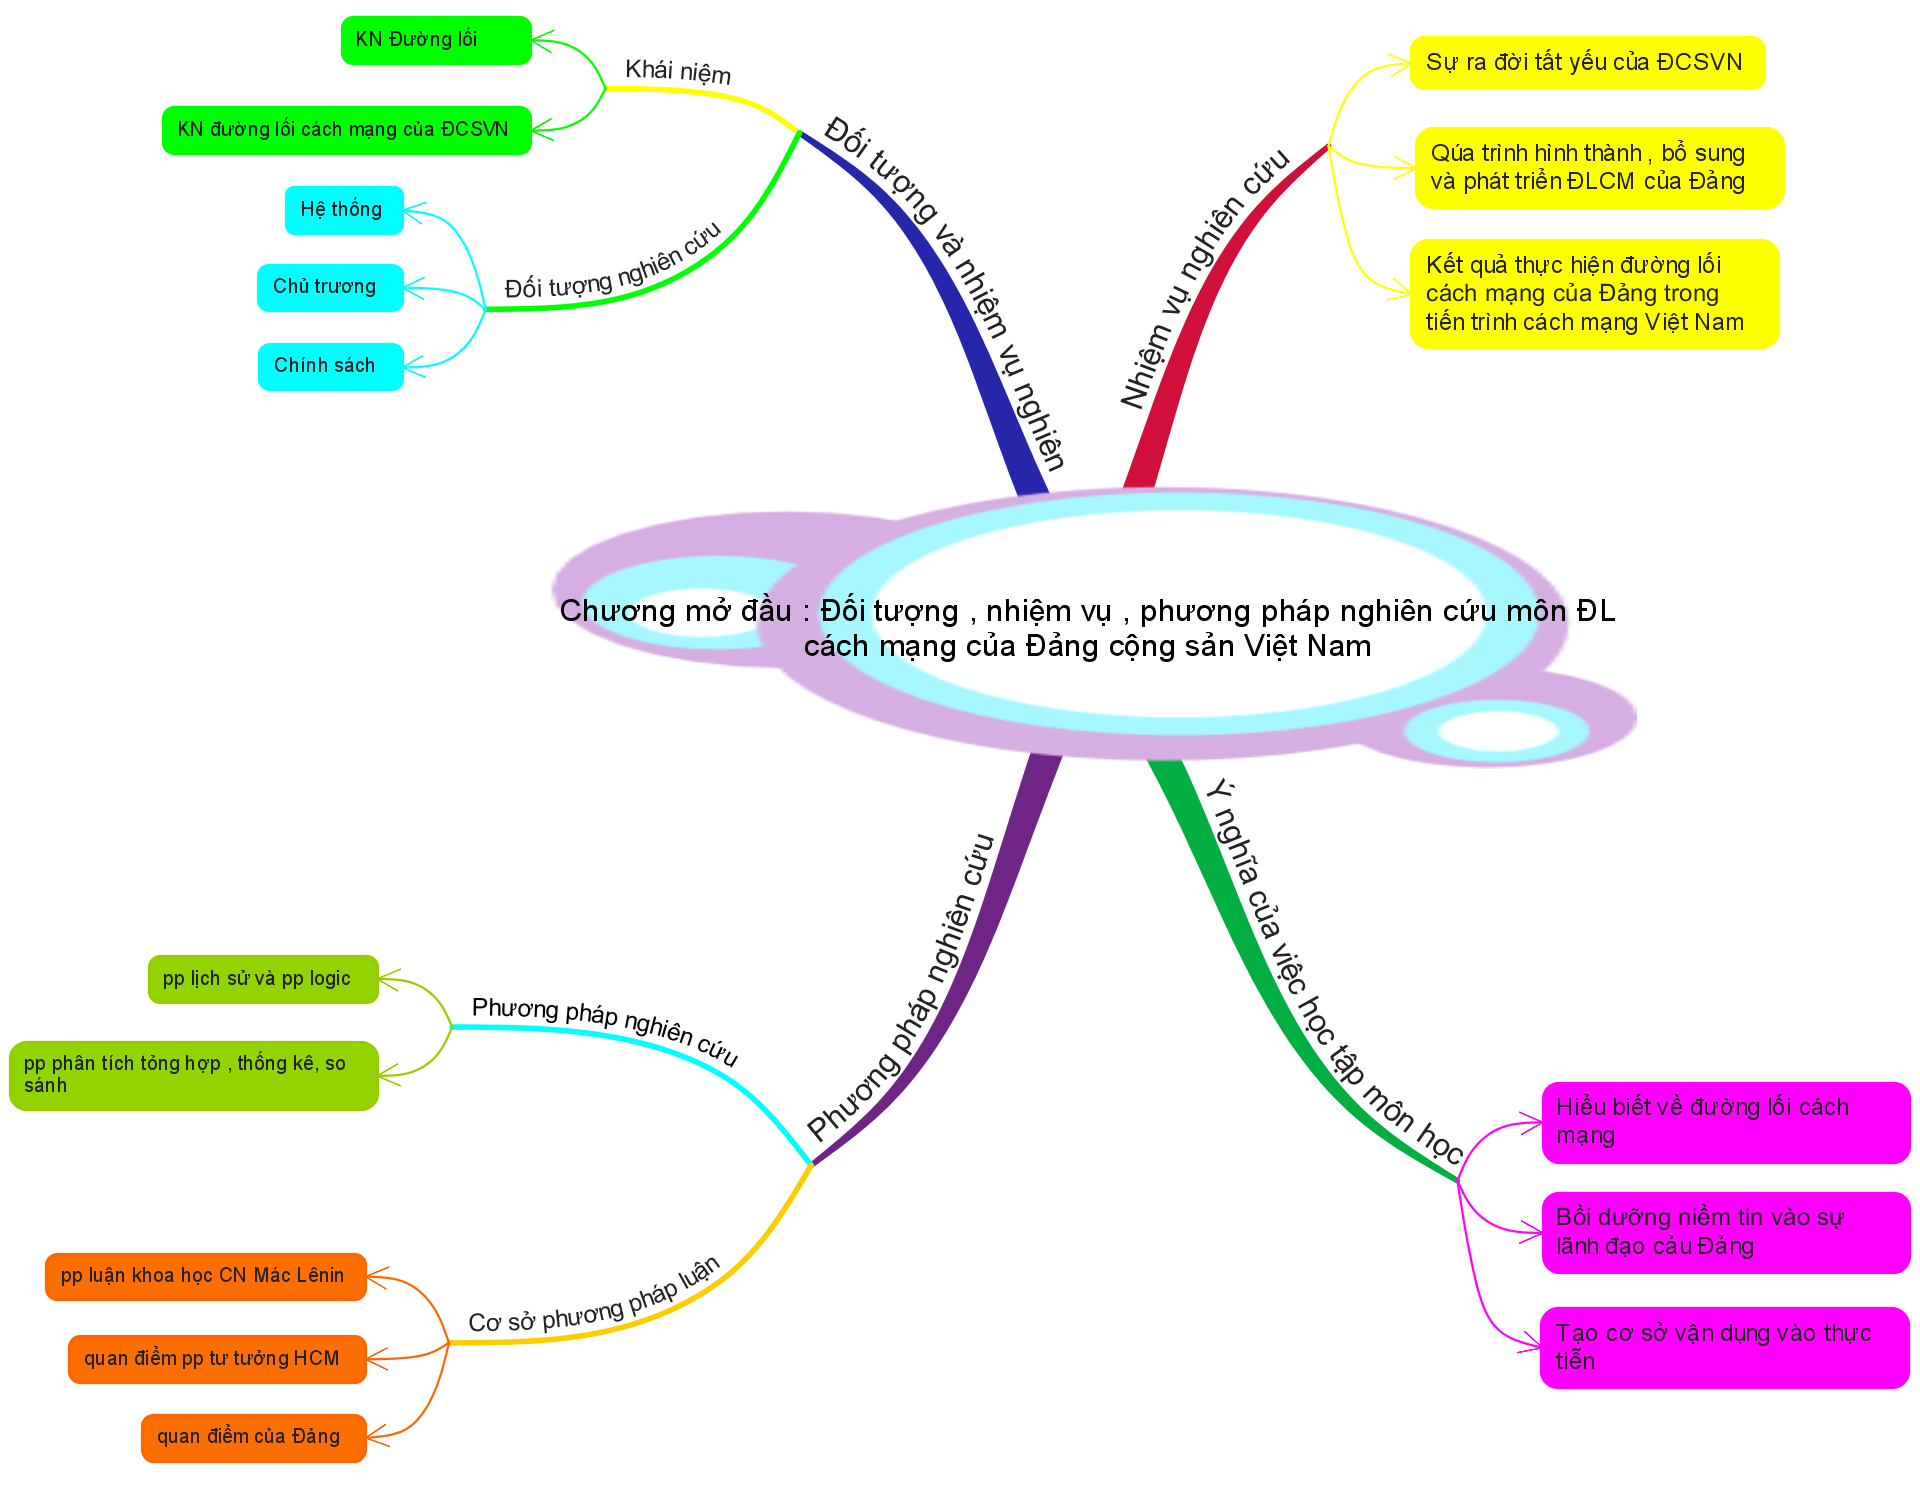 KN Đường lối
KN đường lối cách mạng của ĐCSVN
Khái niệm
Hệ thống
Chủ trương
Chính sách
Đối tượng nghiên cứu
Đối tượng và nhiệm vụ nghiên
Nhiệm vụ nghiên cứu
Sự ra đời tất yếu của ĐCSVN
Qúa trình hình thành , bổ sung
và phát triển ĐLCM của Đảng
Kết quả thực hiện đường lối
cách mạng của Đảng trong
tiến trình cách mạng Việt Nam
Chương mở đầu : Đối tượng , nhiệm vụ , phương pháp nghiên cứu môn ĐL
cách mạng của Đảng cộng sản Việt Nam
Phương pháp nghiên cứu
Phương pháp nghiên cứu
pp lịch sử và pp logic
pp phân tích tỏng hợp , thống kê, so
sánh
Cơ sở phương pháp luận
pp luận khoa học CN Mác Lênin
quan điểm pp tư tưởng HCM
quan điểm của Đảng
Ý nghĩa của việc học tập môn học
Hiểu biết về đường lối cách
mạng
Bồi dưỡng niềm tin vào sự
lãnh đạo cảu Đảng
Tạo cơ sở vận dụng vào thực
tiễn